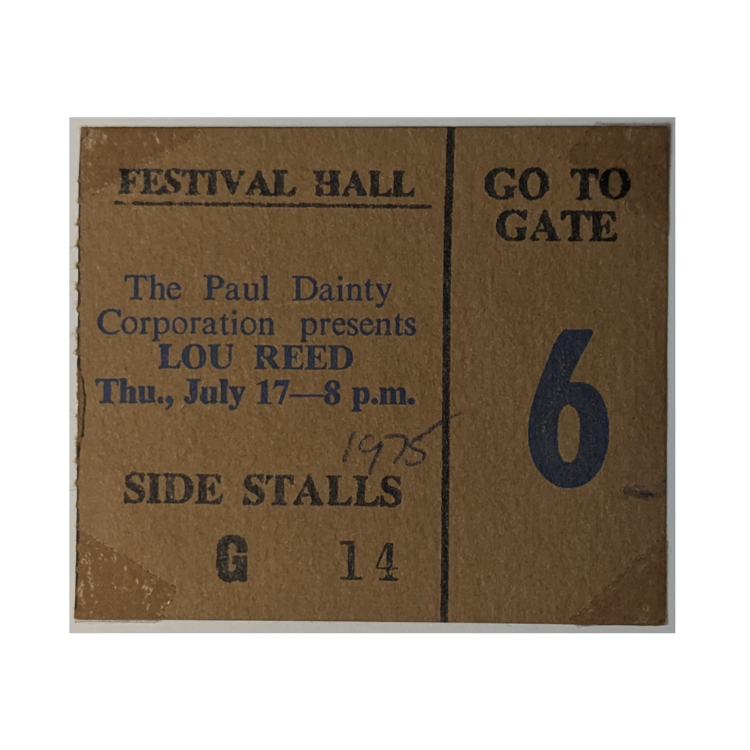 FESTIVAL HALL
The Paul Dainty
Corporation presents
LOU REED
Thu., July 17—8 p.m.
1975
SIDE STALLS
G 14
GO TO
GATE
6